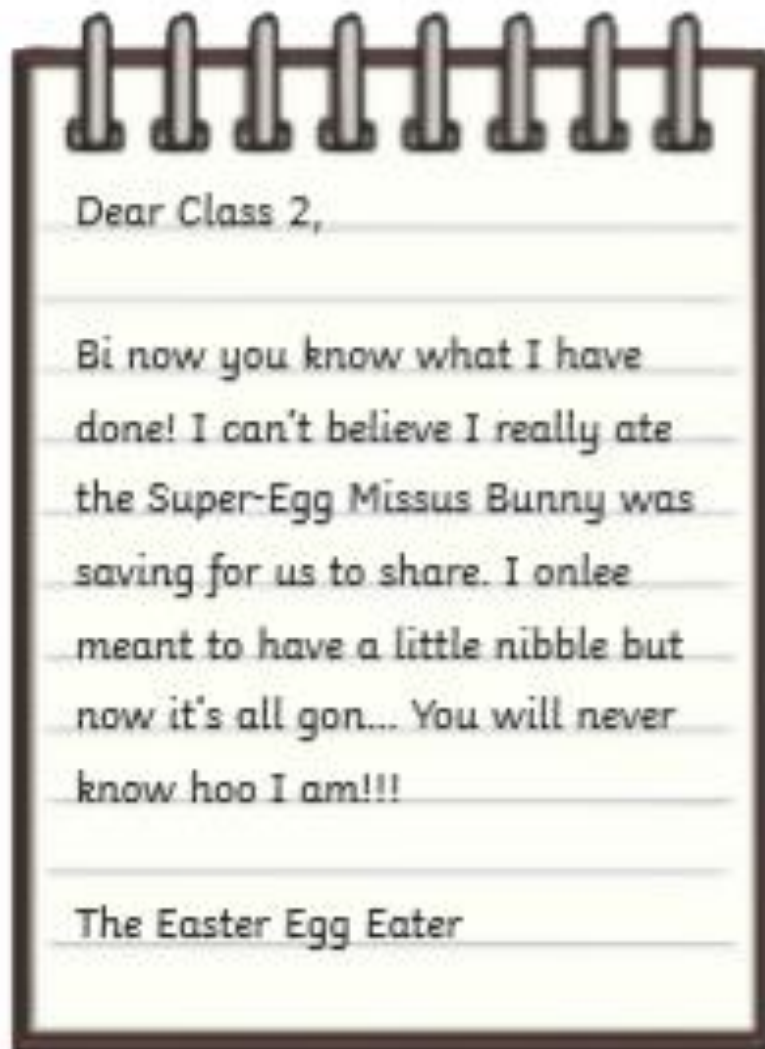 Dear Class 2,
Bi now you know what I have
done! I can't believe I really ate
the Super-Egg Missus Bunny was
saving for us to share. I onlee
meant to have a little nibble but
now it's all gon... You will never
know hoo I am!!!
The Easter Egg Eater